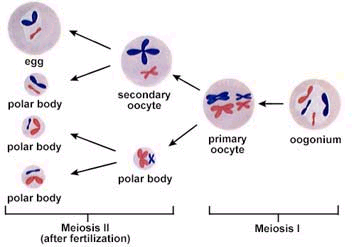 egg
polar body
polar body
polar body
secondary
oocyte
polar body
primary
oocyte
oogonium
Meiosis II
(after fertilization)
Meiosis I